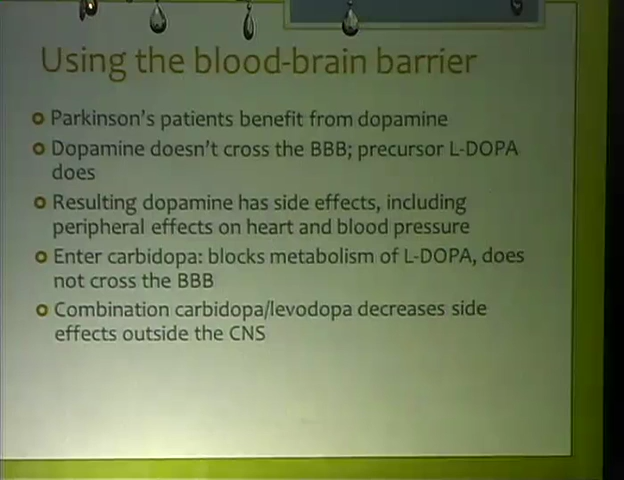 Using the blood-brain barrier
Parkinson's patients benefit from dopamine
Dopamine doesn't cross the BBB; precursor L-DOPA
does
Resulting dopamine has side effects, including
peripheral effects on heart and blood pressure
Enter carbidopa: blocks metabolism of L-DOPA, does
not cross the BBB
Combination carbidopa/levodopa decreases side
effects outside the CNS